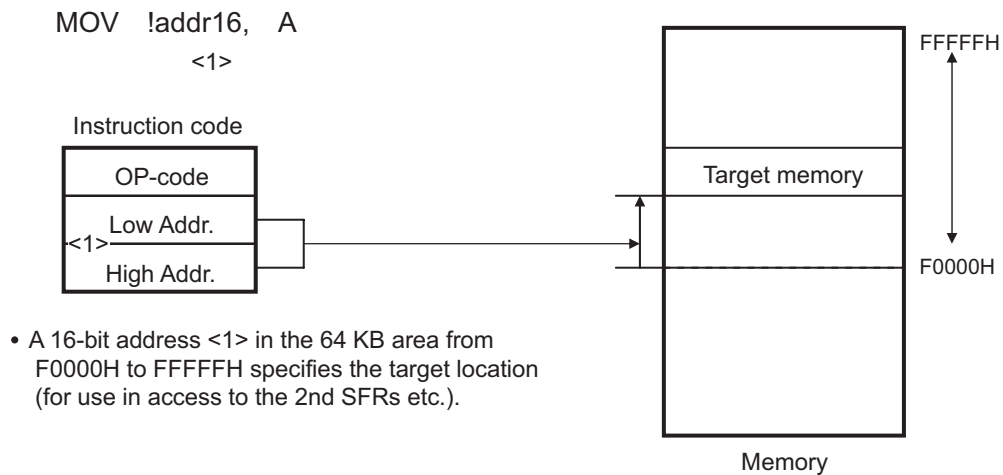 MOV !addr16, A
<1>
Instruction code
OP-code
Low Addr.
<1>
High Addr.
FFFFFH
Target memory
F0000H
Memory
• A 16-bit address <1> in the 64 KB area from
F0000H to FFFFFH specifies the target location
(for use in access to the 2nd SFRs etc.).